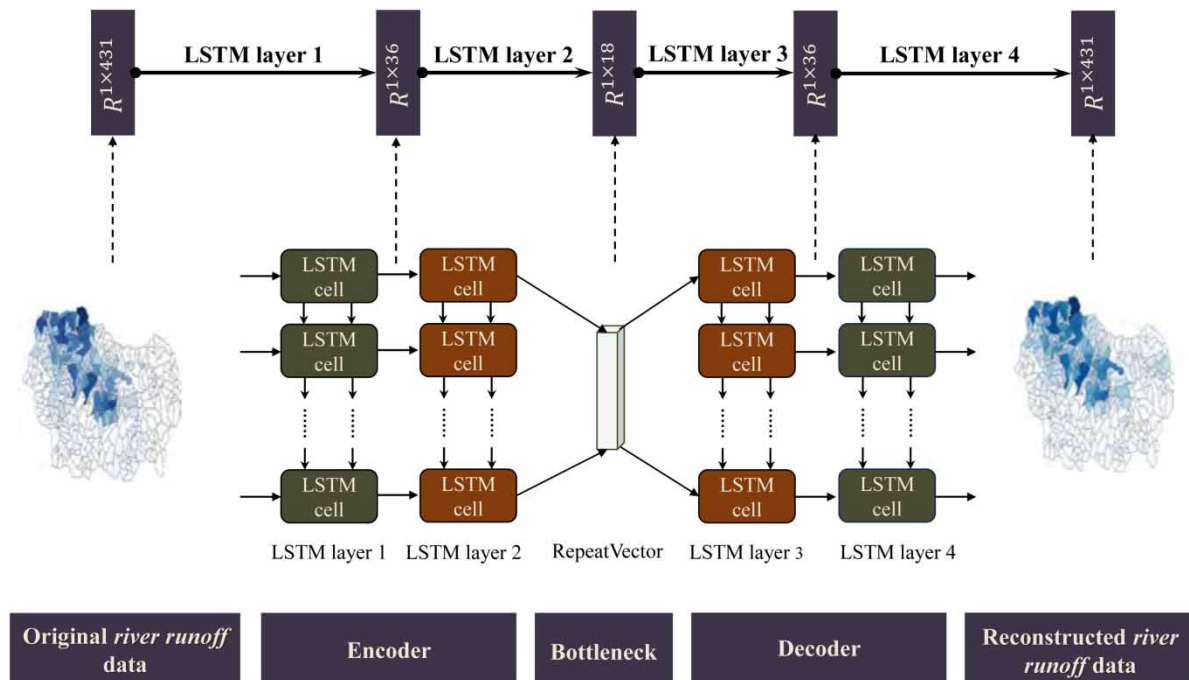 R^{1×431}
LSTM layer 1
R^{1×36}
LSTM layer 2
R^{1×18}
LSTM layer 3
R^{1×36}
LSTM layer 4
R^{1×431}
LSTM
cell
LSTM
cell
LSTM
cell
LSTM
cell
LSTM
cell
LSTM
cell
LSTM
cell
LSTM
cell
LSTM
cell
LSTM
cell
LSTM
cell
LSTM
cell
LSTM layer 1
LSTM layer 2
RepeatVector
LSTM layer 3
LSTM layer 4
Original river runoff
data
Encoder
Bottleneck
Decoder
Reconstructed river
runoff data